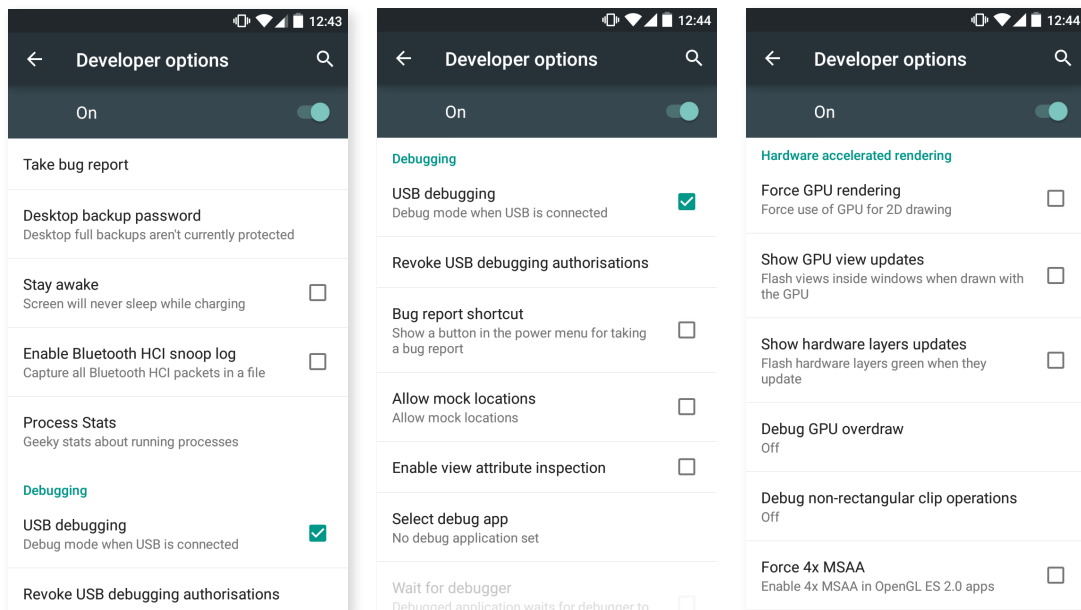 12:43
Developer options
On
Take bug report
Desktop backup password
Desktop full backups aren't currently protected
Stay awake
Screen will never sleep while charging
Enable Bluetooth HCI snoop log
Capture all Bluetooth HCI packets in a file
Process Stats
Geeky stats about running processes
Debugging
USB debugging
Debug mode when USB is connected
Revoke USB debugging authorisations
12:44
Developer options
On
Debugging
USB debugging
Debug mode when USB is connected
Revoke USB debugging authorisations
Bug report shortcut
Show a button in the power menu for taking
a bug report
Allow mock locations
Allow mock locations
Enable view attribute inspection
Select debug app
No debug application set
Wait for debugger
Debugged application waits for debugger to
12:44
Developer options
On
Hardware accelerated rendering
Force GPU rendering
Force use of GPU for 2D drawing
Show GPU view updates
Flash views inside windows when drawn with
the GPU
Show hardware layers updates
Flash hardware layers green when they
update
Debug GPU overdraw
Off
Debug non-rectangular clip operations
Off
Force 4x MSAA
Enable 4x MSAA in OpenGL ES 2.0 apps